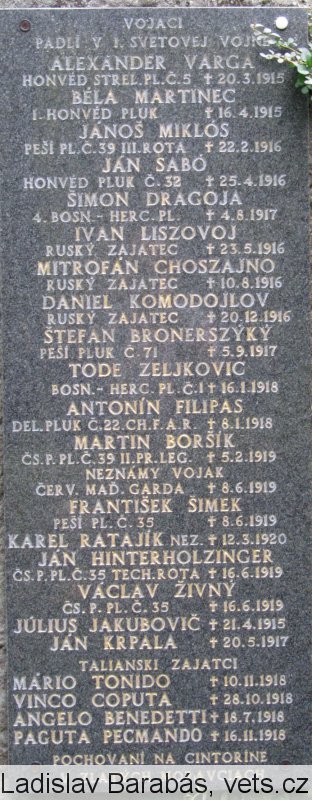 VOJACI
PADLÍ V I. SVETOVEJ VOJNE
ALEXANDER VARGA
HONVÉD STREL. PL. Č. 5 ✝ 20.3.1915
BÉLA MARTINEC
1. HONVÉD PLUK ✝ 16.4.1915
JÁNOŠ MIKLÓS
PEŠÍ PL. Č. 39 III. ROTA ✝ 22.2.1916
JÁN SABÓ
HONVÉD PLUK Č. 32 ✝ 25.4.1916
ŠIMON DRAGOJA
4. BOSN.- HERC. PL. ✝ 4.8.1917
IVAN LISZOVOJ
RUSKÝ ZAJATEC ✝ 23.5.1916
MITROFÁN CHOSZAJNO
RUSKÝ ZAJATEC ✝ 10.8.1916
DANIEL KOMODOJLOV
RUSKÝ ZAJATEC ✝ 20.12.1916
ŠTEFAN BRONERSZÝKÝ
PEŠÍ PLUK Č. 71 ✝ 5.9.1917
TODE ZELJKOVIC
BOSN.- HERC. PL. Č. 1 ✝ 16.1.1918
ANTONÍN FILIPAS
DEL. PLUK Č. 22 CH. F. A. R. ✝ 8.1.1918
MARTIN BORŠÍK
ČS. P. PL. Č. 39 II. PR. LEG. ✝ 5.2.1919
NEZNÁMY VOJAK
ČERV. MAĎ. GARDA ✝ 8.6.1919
FRANTIŠEK ŠIMEK
PEŠÍ PL. Č. 35 ✝ 8.6.1919
KAREL RATAJÍK NEZ. ✝ 12.3.1920
JÁN HINTERHOLZINGER
ČS. P. PL. Č. 35 TECH. ROTA ✝ 16.6.1919
VÁCLAV ŽIVNÝ
ČS. P. PL. Č. 35 ✝ 16.6.1919
JÚLIUS JAKUBOVIČ ✝ 21.4.1915
JÁN KRPALA ✝ 20.5.1917
TALIANSKI ZAJATCI
MÁRIO TONIDO ✝ 10.11.1918
VINCO COPUTA ✝ 28.10.1918
ANGELO BENEDETTI ✝ 18.7.1918
PAGUTA PECMANDO ✝ 16.11.1918
POCHOVANÍ NA CINTORÍNE
Ladislav Barabás, vets.cz